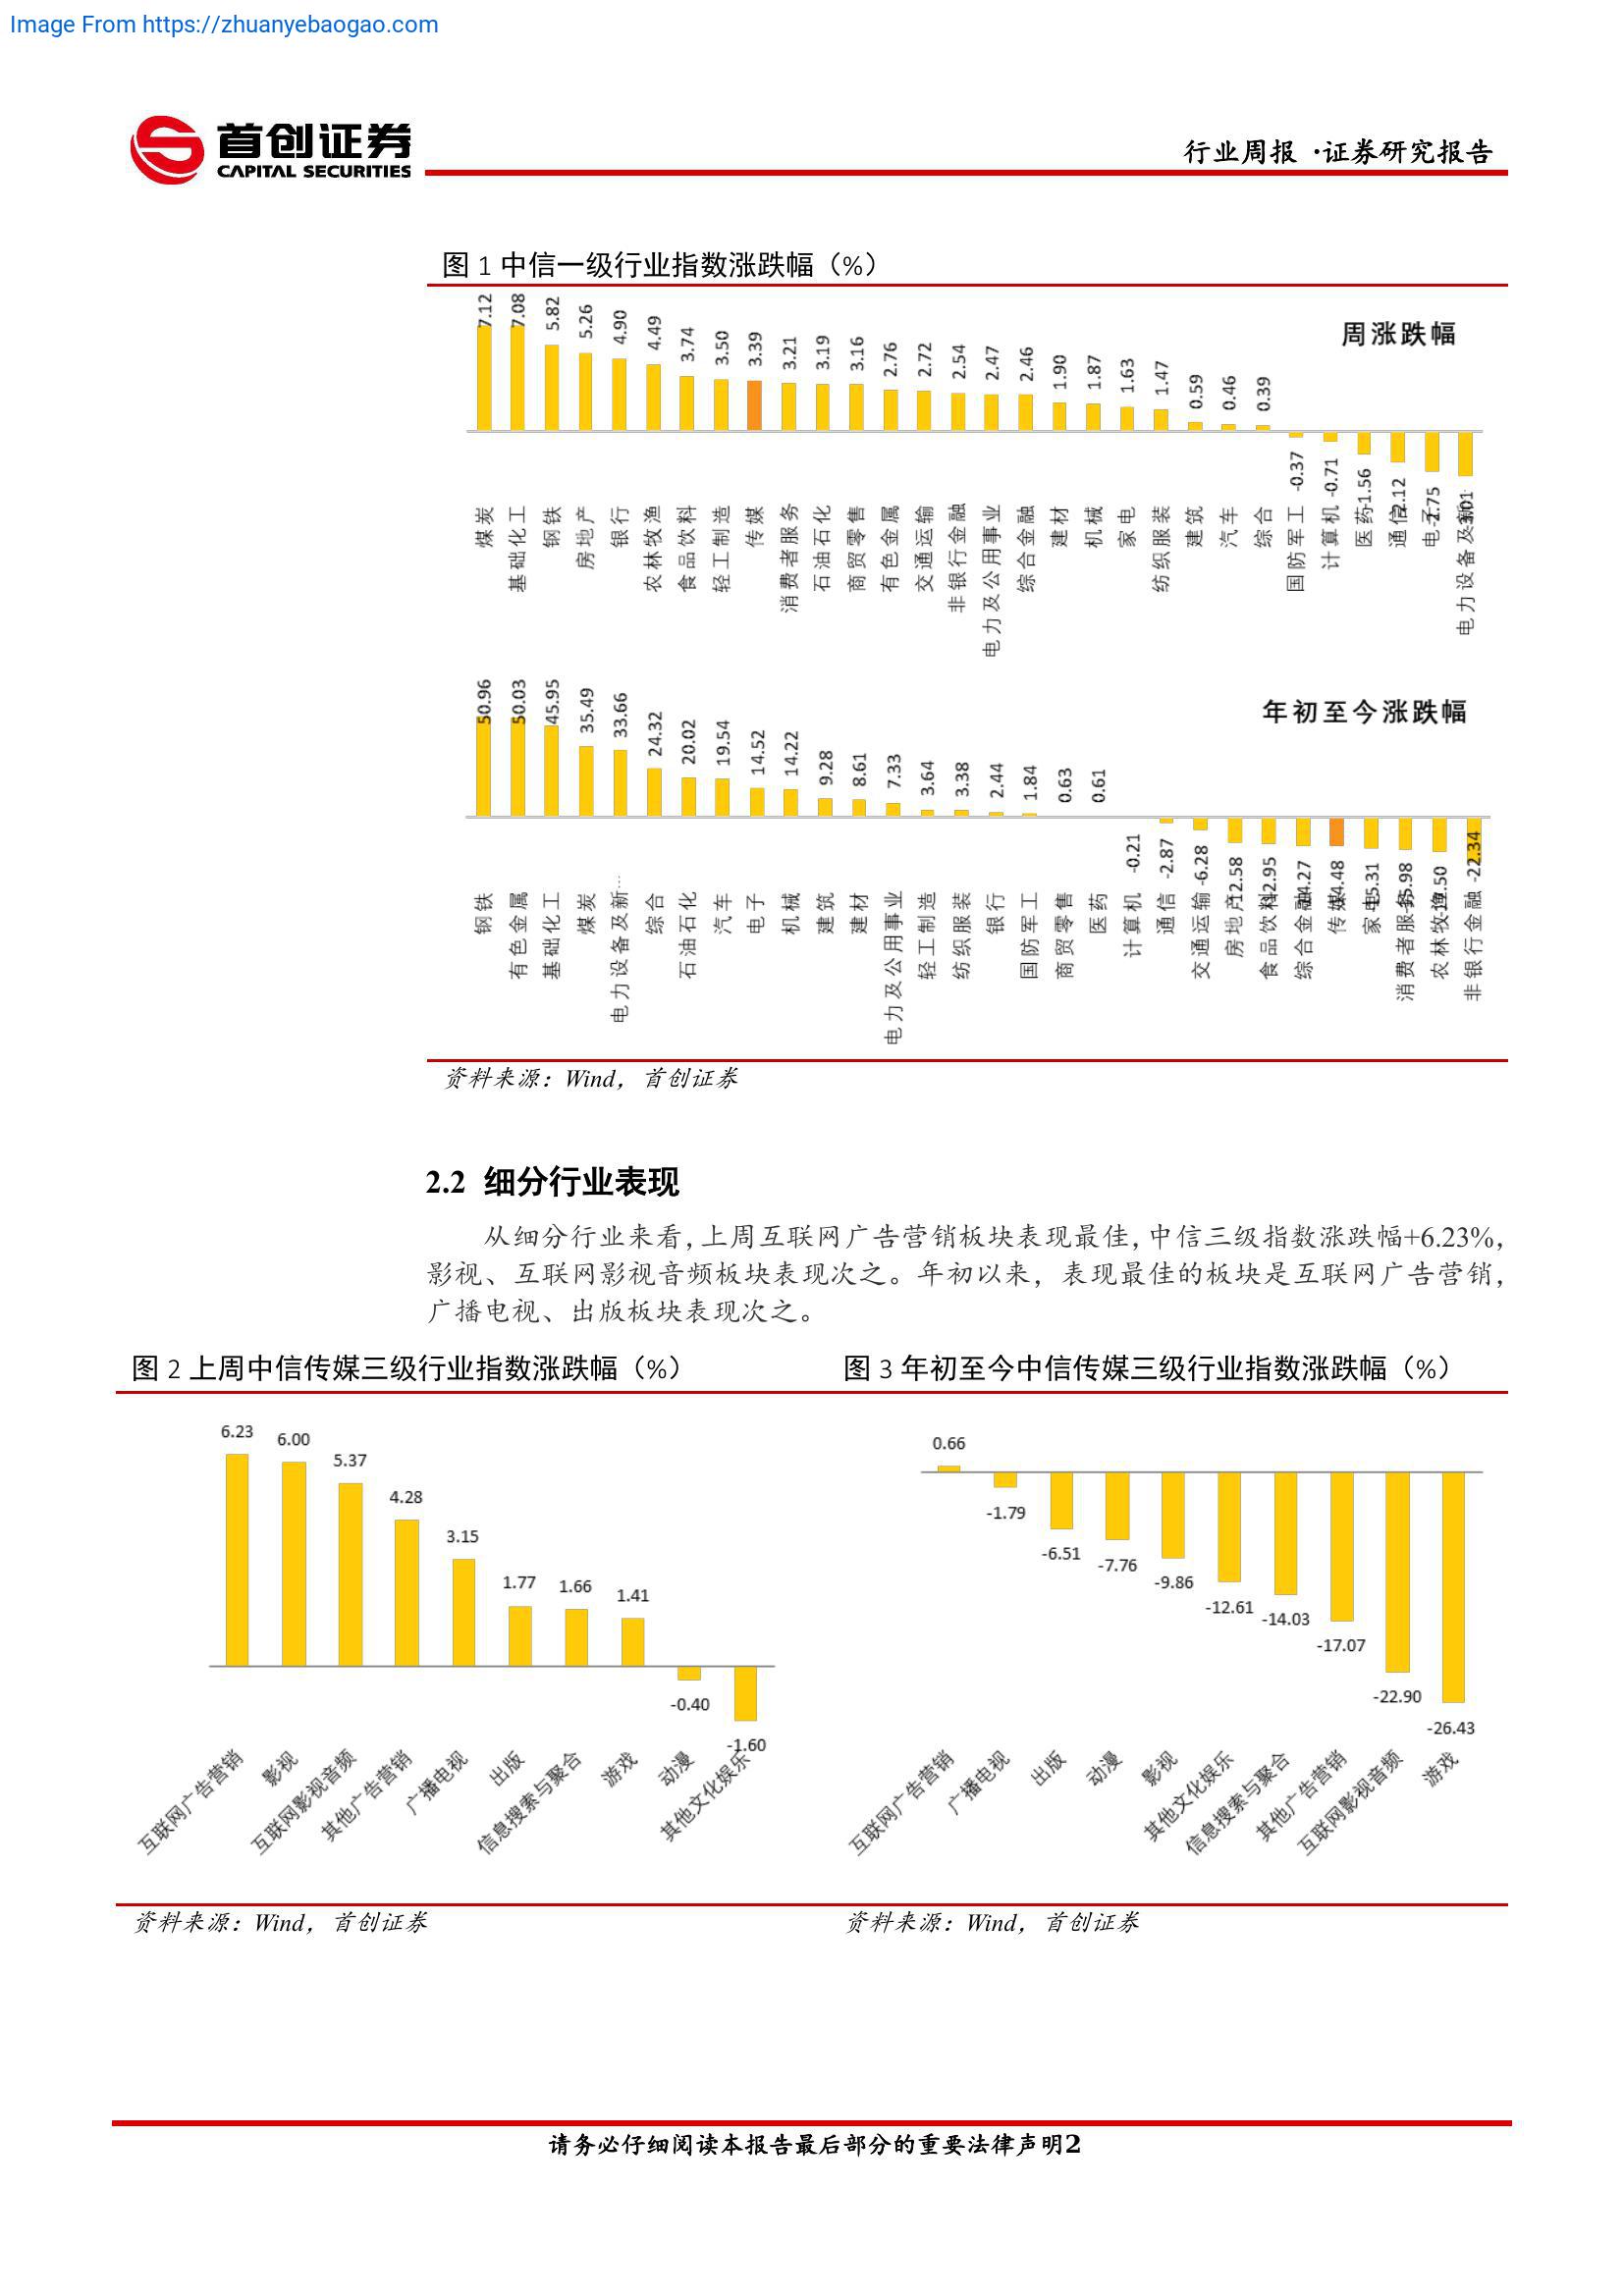 Image From https://zhuanyebaogao.com
首创证券
CAPITAL SECURITIES
行业周报 ·证券研究报告
图 1 中信一级行业指数涨跌幅（%）
周涨跌幅
7.12 7.08 5.82 5.26 4.90 4.49 3.74 3.50 3.39 3.21 3.19 3.16 2.76 2.72 2.54 2.47 2.46 1.90 1.87 1.63 1.47 0.59 0.46 0.39 -0.37 -0.71 -1.56 -2.12 -2.75 -3.01
煤炭 基础化工 钢铁 房地产 银行 农林牧渔 食品饮料 轻工制造 传媒 消费者服务 石油石化 商贸零售 有色金属 交通运输 非银行金融 电力及公用事业 综合金融 建材 机械 家电 纺织服装 建筑 汽车 综合 国防军工 计算机 医药 通信 电子 电力设备及新
年初至今涨跌幅
50.96 50.03 45.95 35.49 33.66 24.32 20.02 19.54 14.52 14.22 9.28 8.61 7.33 3.64 3.38 2.44 1.84 0.63 0.61 -0.21 -2.87 -6.28 -12.58 -12.95 -14.27 -14.48 -15.31 -15.98 -17.50 -22.34
钢铁 有色金属 基础化工 煤炭 电力设备及新… 综合 石油石化 汽车 电子 机械 建筑 建材 电力及公用事业 轻工制造 纺织服装 银行 国防军工 商贸零售 医药 计算机 通信 交通运输 房地产 食品饮料 综合金融 传媒 家电 消费者服务 农林牧渔 非银行金融
资料来源：Wind，首创证券
2.2 细分行业表现
从细分行业来看，上周互联网广告营销板块表现最佳，中信三级指数涨跌幅+6.23%，
影视、互联网影视音频板块表现次之。年初以来，表现最佳的板块是互联网广告营销，
广播电视、出版板块表现次之。
图 2 上周中信传媒三级行业指数涨跌幅（%）
6.23 6.00 5.37 4.28 3.15 1.77 1.66 1.41 -0.40 -1.60
互联网广告营销 影视 互联网影视音频 其他广告营销 广播电视 出版 信息搜索与聚合 游戏 动漫 其他文化娱乐
资料来源：Wind，首创证券
图 3 年初至今中信传媒三级行业指数涨跌幅（%）
0.66 -1.79 -6.51 -7.76 -9.86 -12.61 -14.03 -17.07 -22.90 -26.43
互联网广告营销 广播电视 出版 动漫 影视 其他文化娱乐 信息搜索与聚合 其他广告营销 互联网影视音频 游戏
资料来源：Wind，首创证券
请务必仔细阅读本报告最后部分的重要法律声明2